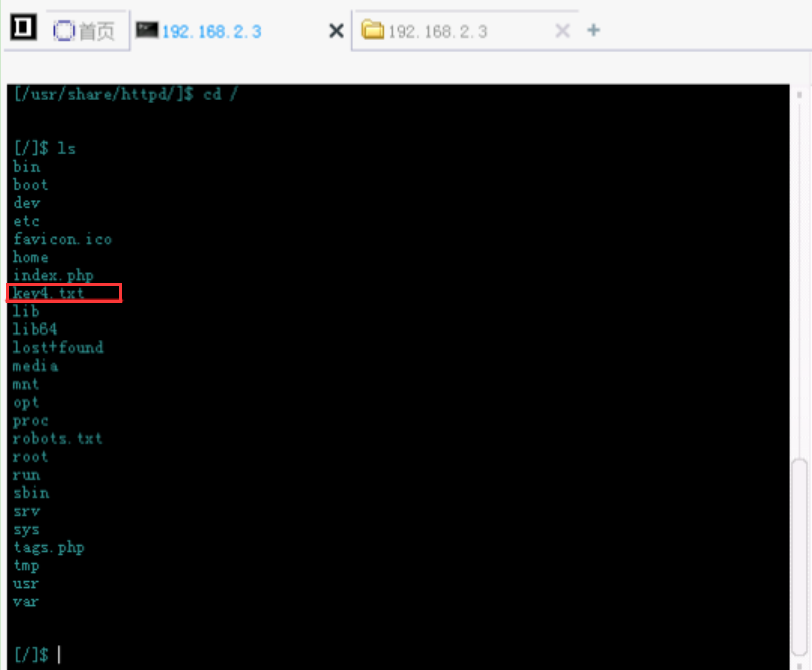 首页 192.168.2.3 192.168.2.3
[/usr/share/httpd/]$ cd /
[/]$ ls
bin
boot
dev
etc
favicon.ico
home
index.php
key4.txt
lib
lib64
lost+found
media
mnt
opt
proc
robots.txt
root
run
sbin
srv
sys
tags.php
tmp
usr
var
[/]$